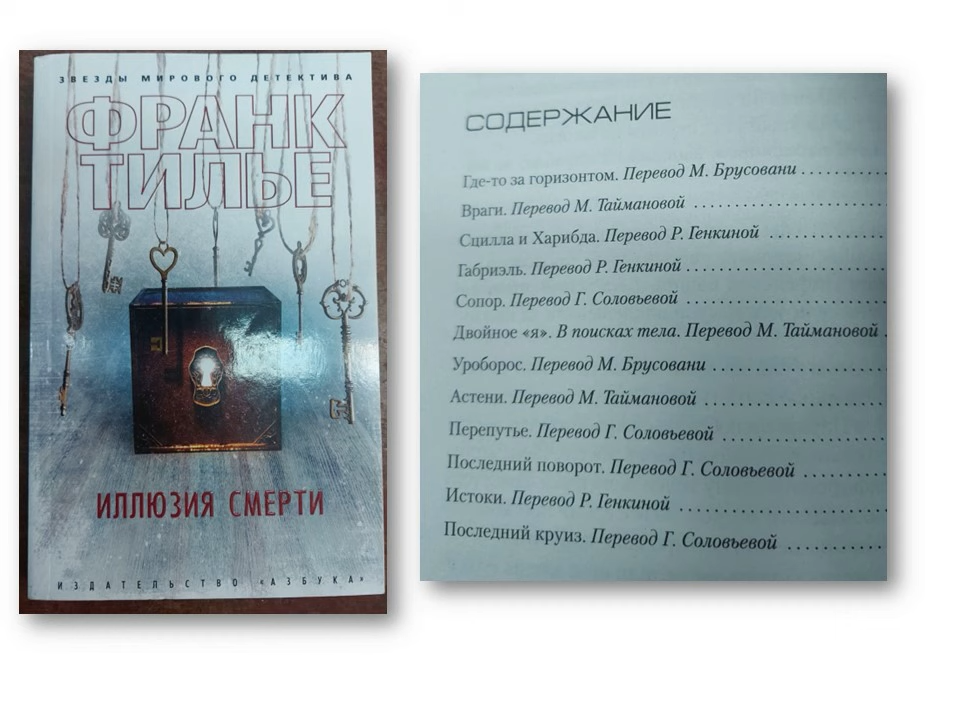 ЗВЕЗДЫ МИРОВОГО ДЕТЕКТИВА
ФРАНК
ТИЛЬЕ
ИЛЛЮЗИЯ СМЕРТИ
ИЗДАТЕЛЬСТВО «АЗБУКА»
СОДЕРЖАНИЕ
Где-то за горизонтом. Перевод М. Брусовани
Враги. Перевод М. Таймановой
Сцилла и Харибда. Перевод Р. Генкиной
Габриэль. Перевод Р. Генкиной
Сопор. Перевод Г. Соловьевой
Двойное «я». В поисках тела. Перевод М. Таймановой
Уроборос. Перевод М. Брусовани
Астени. Перевод М. Таймановой
Перепутье. Перевод Г. Соловьевой
Последний поворот. Перевод Г. Соловьевой
Истоки. Перевод Р. Генкиной
Последний круиз. Перевод Г. Соловьевой